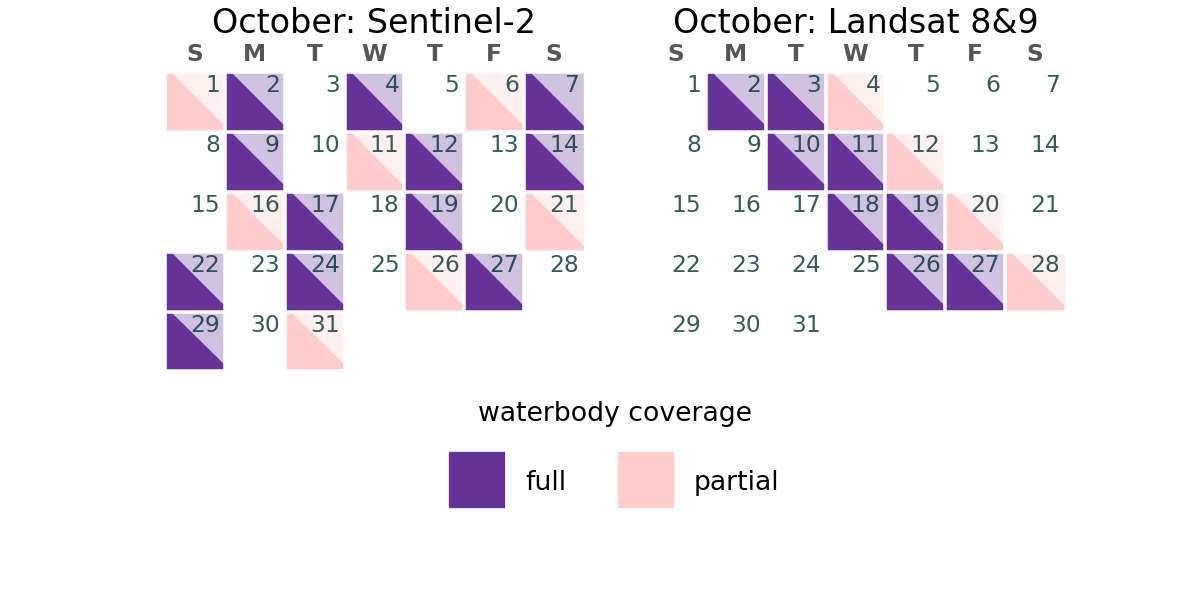 October: Sentinel-2
S M T W T F S
1 2 3 4 5 6 7
8 9 10 11 12 13 14
15 16 17 18 19 20 21
22 23 24 25 26 27 28
29 30 31
October: Landsat 8&9
S M T W T F S
1 2 3 4 5 6 7
8 9 10 11 12 13 14
15 16 17 18 19 20 21
22 23 24 25 26 27 28
29 30 31
waterbody coverage
full
partial